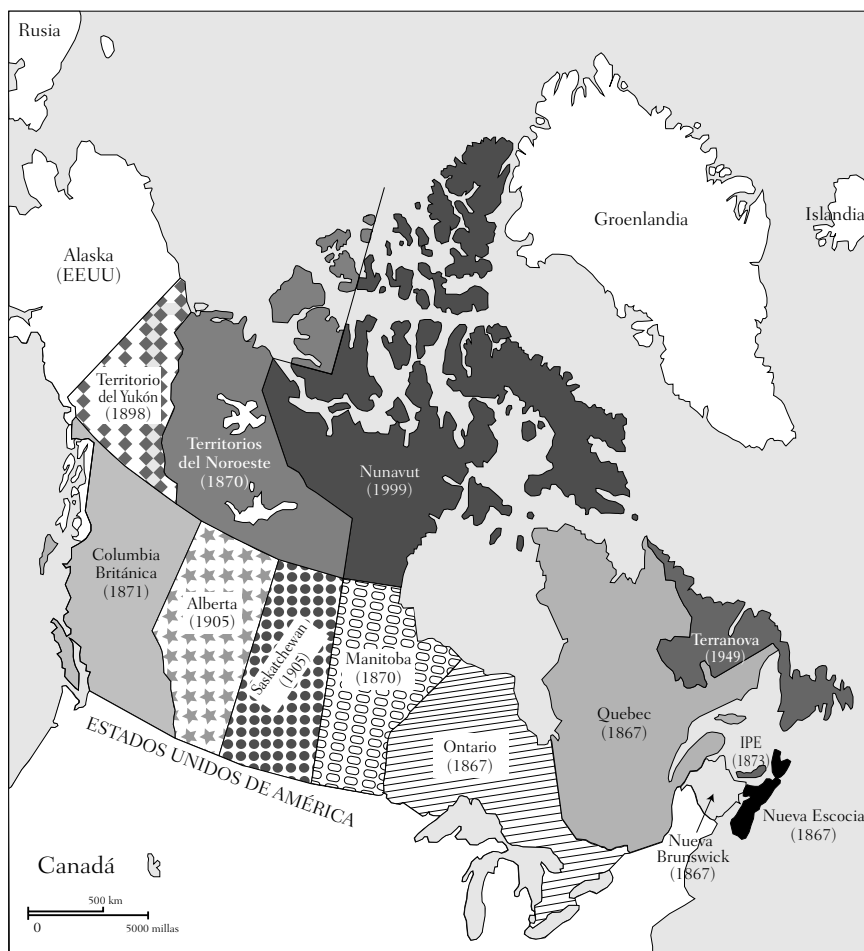 Rusia
Groenlandia
Islandia
Alaska
(EEUU)
Territorio
del Yukón
(1898)
Territorios
del Noroeste
(1870)
Nunavut
(1999)
Columbia
Británica
(1871)
Alberta
(1905)
Saskatchewan
(1905)
Manitoba
(1870)
Terranova
(1949)
Ontario
(1867)
Quebec
(1867)
IPE
(1873)
ESTADOS UNIDOS DE AMÉRICA
Nueva Escocia
(1867)
Nueva
Brunswick
(1867)
Canadá
500 km
0
5000 millas